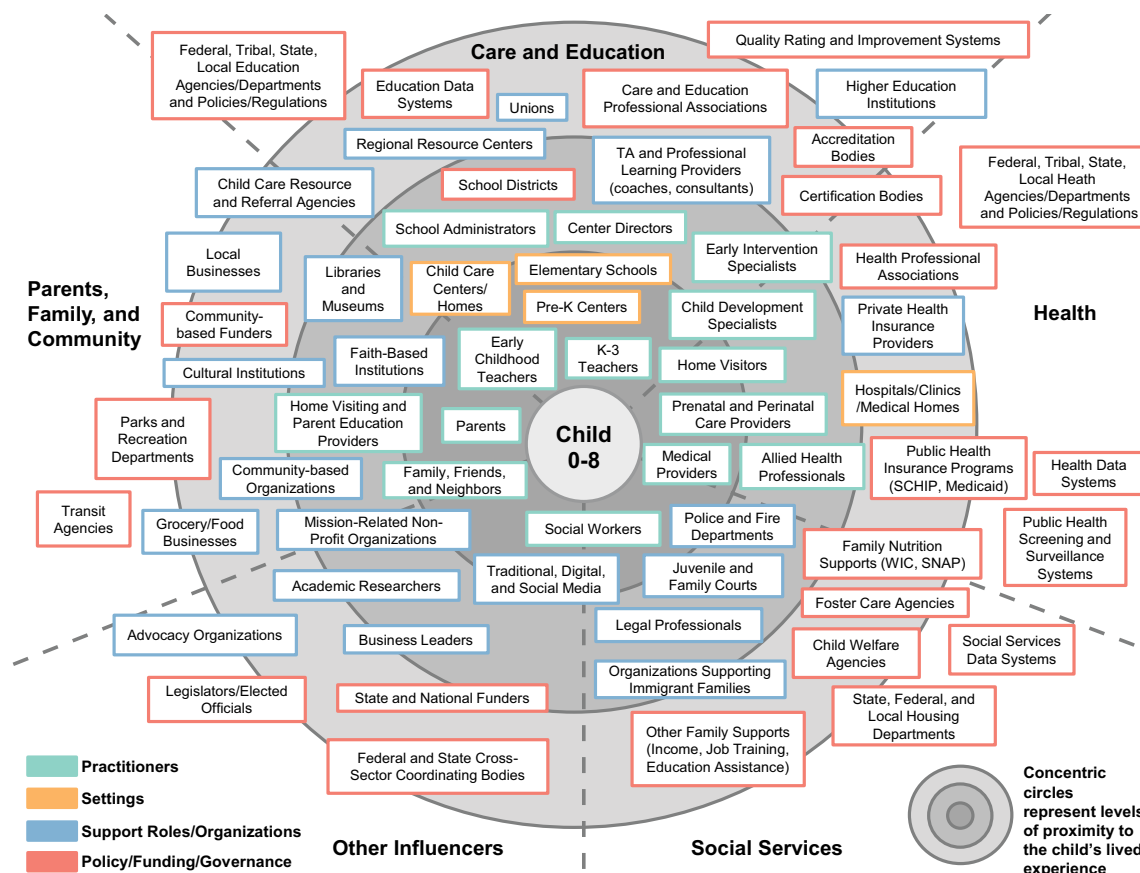 Care and Education
Quality Rating and Improvement Systems
Federal, Tribal, State,
Local Education
Agencies/Departments
and Policies/Regulations
Education Data
Systems
Unions
Care and Education
Professional Associations
Higher Education
Institutions
Regional Resource Centers
TA and Professional
Learning Providers
(coaches, consultants)
Accreditation
Bodies
Federal, Tribal, State,
Local Heath
Agencies/Departments
and Policies/Regulations
Child Care Resource
and Referral Agencies
School Districts
Certification Bodies
School Administrators
Center Directors
Early Intervention
Specialists
Health Professional
Associations
Local
Businesses
Libraries
and
Museums
Child Care
Centers/
Homes
Elementary Schools
Pre-K Centers
Child Development
Specialists
Private Health
Insurance
Providers
Parents,
Family, and
Community
Health
Community-
based Funders
Cultural Institutions
Faith-Based
Institutions
Early
Childhood
Teachers
K-3
Teachers
Home Visitors
Hospitals/Clinics
/Medical Homes
Parks and
Recreation
Departments
Home Visiting and
Parent Education
Providers
Parents
Child
0-8
Prenatal and Perinatal
Care Providers
Community-based
Organizations
Family, Friends,
and Neighbors
Medical
Providers
Allied Health
Professionals
Public Health
Insurance Programs
(SCHIP, Medicaid)
Health Data
Systems
Transit
Agencies
Grocery/Food
Businesses
Mission-Related Non-
Profit Organizations
Social Workers
Police and Fire
Departments
Family Nutrition
Supports (WIC, SNAP)
Public Health
Screening and
Surveillance
Systems
Academic Researchers
Traditional, Digital,
and Social Media
Juvenile and
Family Courts
Foster Care Agencies
Advocacy Organizations
Business Leaders
Legal Professionals
Child Welfare
Agencies
Social Services
Data Systems
Legislators/Elected
Officials
State and National Funders
Organizations Supporting
Immigrant Families
State, Federal, and
Local Housing
Departments
Federal and State Cross-
Sector Coordinating Bodies
Other Family Supports
(Income, Job Training,
Education Assistance)
Practitioners
Settings
Support Roles/Organizations
Policy/Funding/Governance
Other Influencers
Social Services
Concentric
circles
represent levels
of proximity to
the child's lived
experience